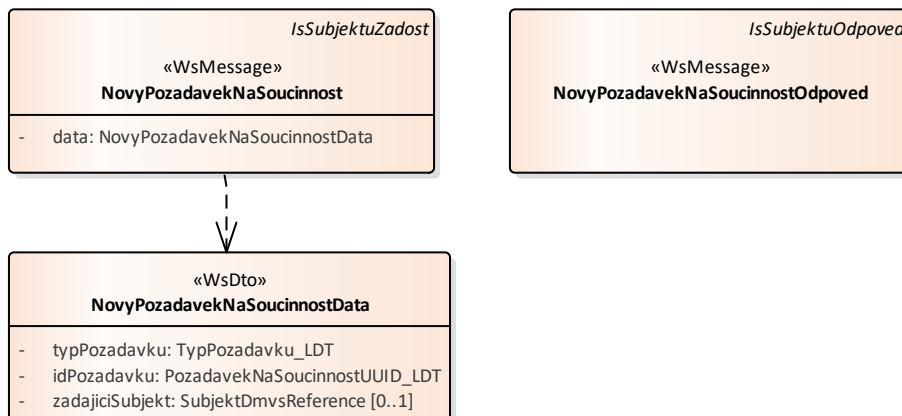 IsSubjektuZadost
«WsMessage»
NovyPozadavekNaSoucinnost
- data: NovyPozadavekNaSoucinnostData
IsSubjektuOdpoved
«WsMessage»
NovyPozadavekNaSoucinnostOdpoved
«WsDto»
NovyPozadavekNaSoucinnostData
- typPozadavku: TypPozadavku_LDT
- idPozadavku: PozadavekNaSoucinnostUUID_LDT
- zadajiciSubjekt: SubjektDmvsReference [0..1]